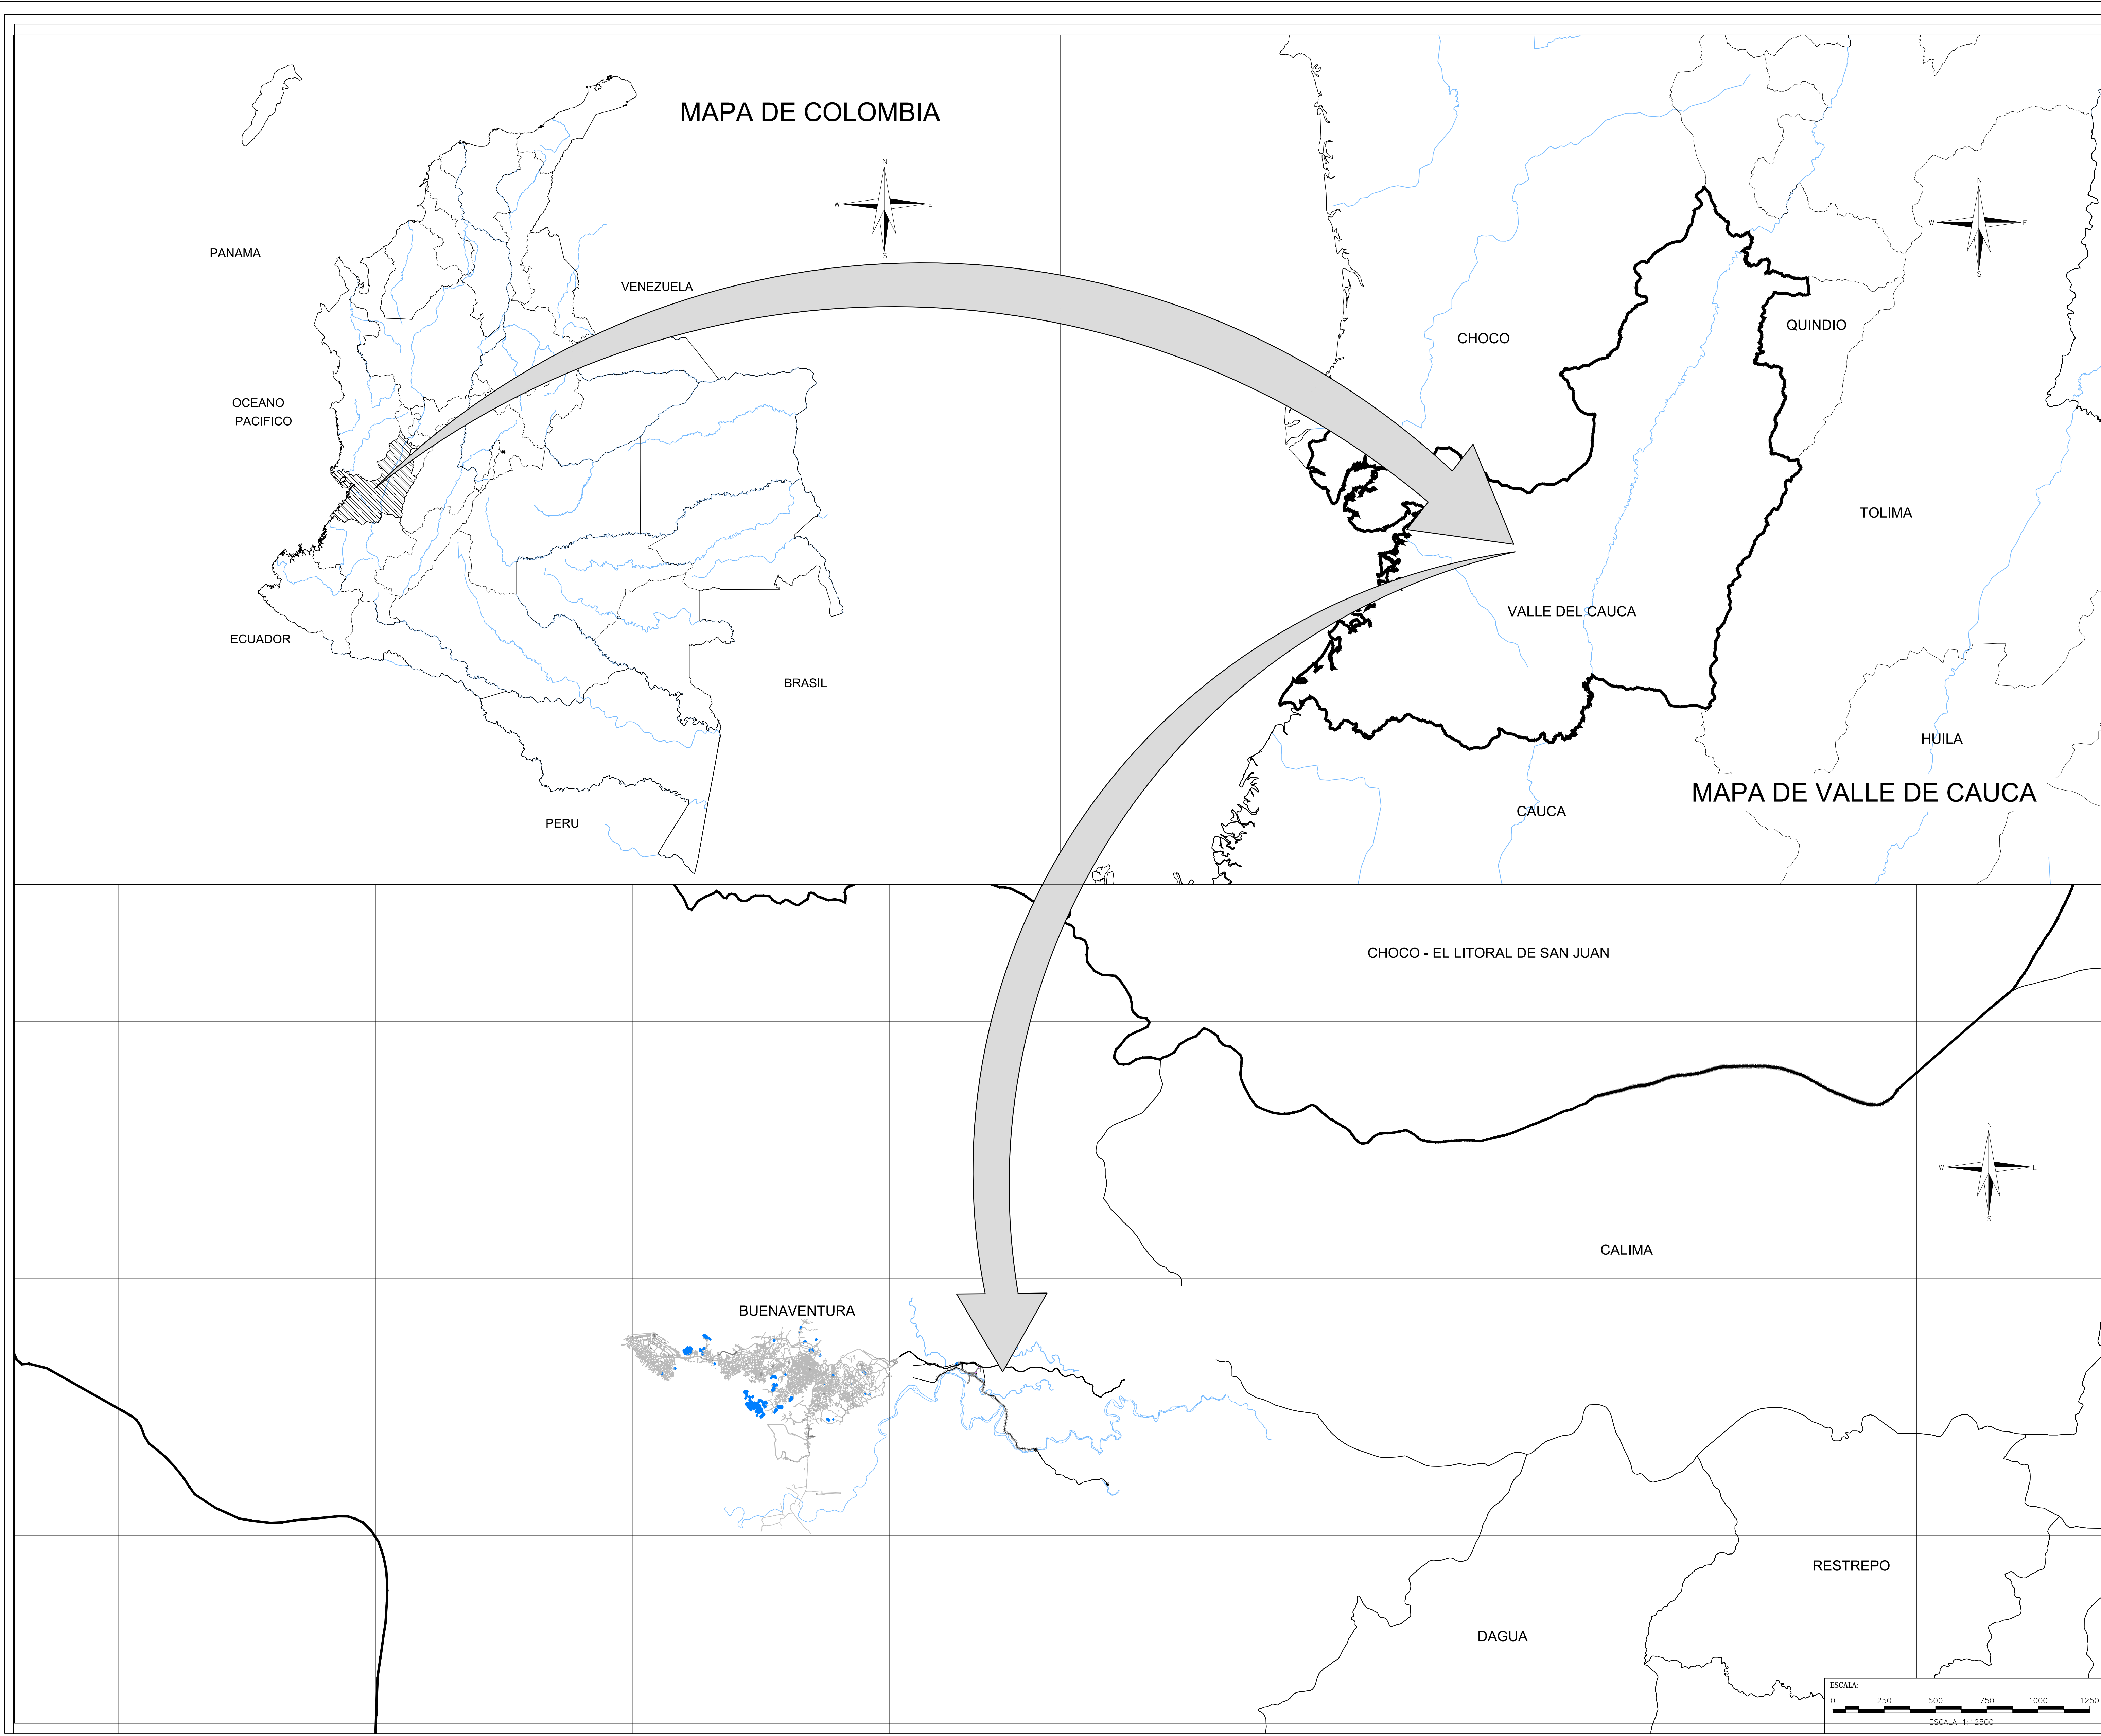 MAPA DE COLOMBIA
N
W E
S
PANAMA
VENEZUELA
OCEANO
PACIFICO
ECUADOR
BRASIL
PERU
N
W E
S
CHOCO
QUINDIO
TOLIMA
VALLE DEL CAUCA
HUILA
MAPA DE VALLE DE CAUCA
CAUCA
CHOCO - EL LITORAL DE SAN JUAN
N
W E
S
CALIMA
BUENAVENTURA
RESTREPO
DAGUA
ESCALA:
0 250 500 750 1000 1250
ESCALA 1:12500